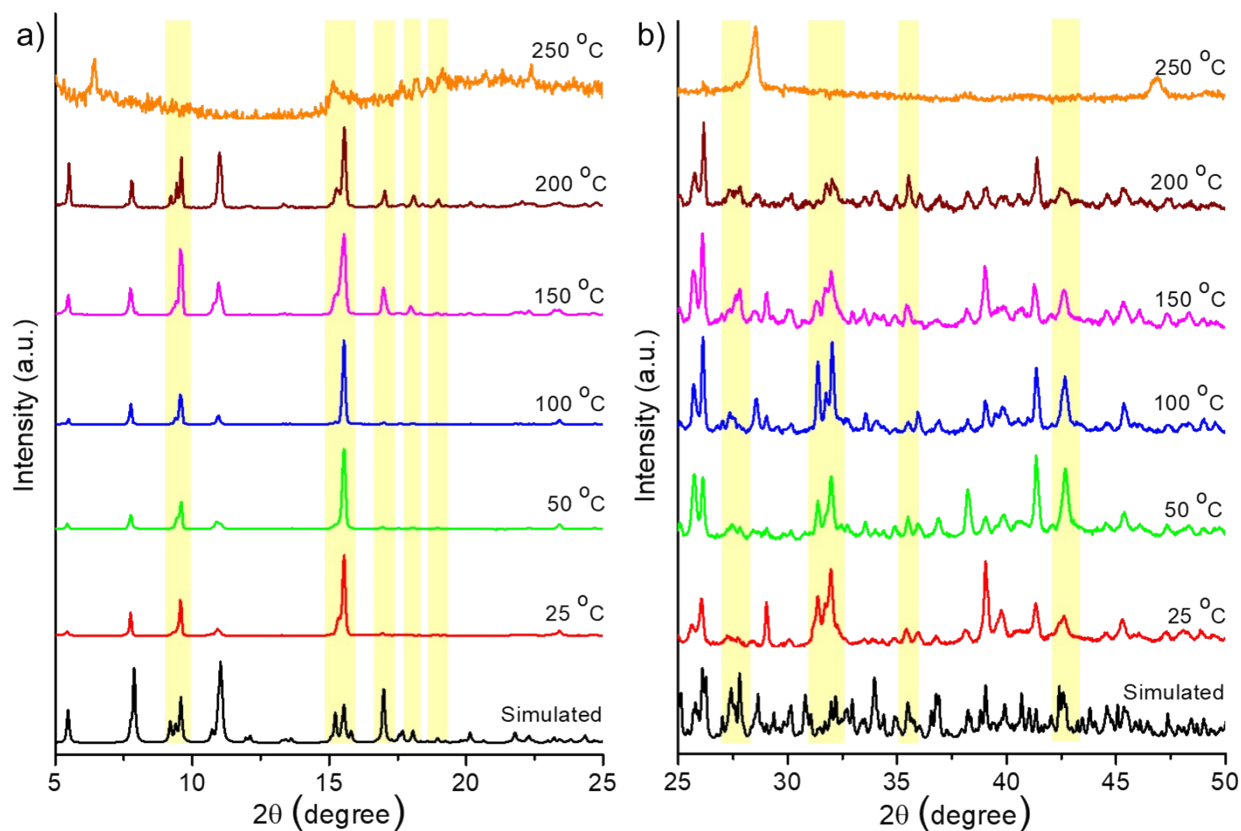 a)
250 °C
200 °C
150 °C
100 °C
50 °C
25 °C
Simulated
Intensity (a.u.)
5 10 15 20 25
2θ (degree)
b)
250 °C
200 °C
150 °C
100 °C
50 °C
25 °C
Simulated
Intensity (a.u.)
25 30 35 40 45 50
2θ (degree)